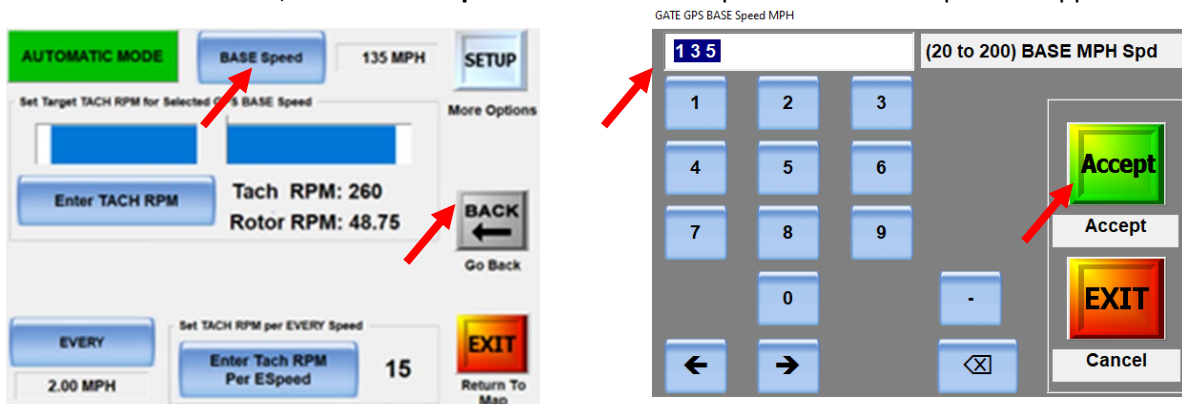 GATE GPS BASE Speed MPH
AUTOMATIC MODE
BASE Speed
135 MPH
SETUP
More Options
Set Target TACH RPM for Selected GPS BASE Speed
Enter TACH RPM
Tach RPM: 260
Rotor RPM: 48.75
BACK
Go Back
EVERY
2.00 MPH
Set TACH RPM per EVERY Speed
Enter Tach RPM
Per ESpeed
15
EXIT
Return To
Map
135
(20 to 200) BASE MPH Spd
1 2 3
4 5 6
7 8 9
0 -
Accept
Accept
EXIT
Cancel